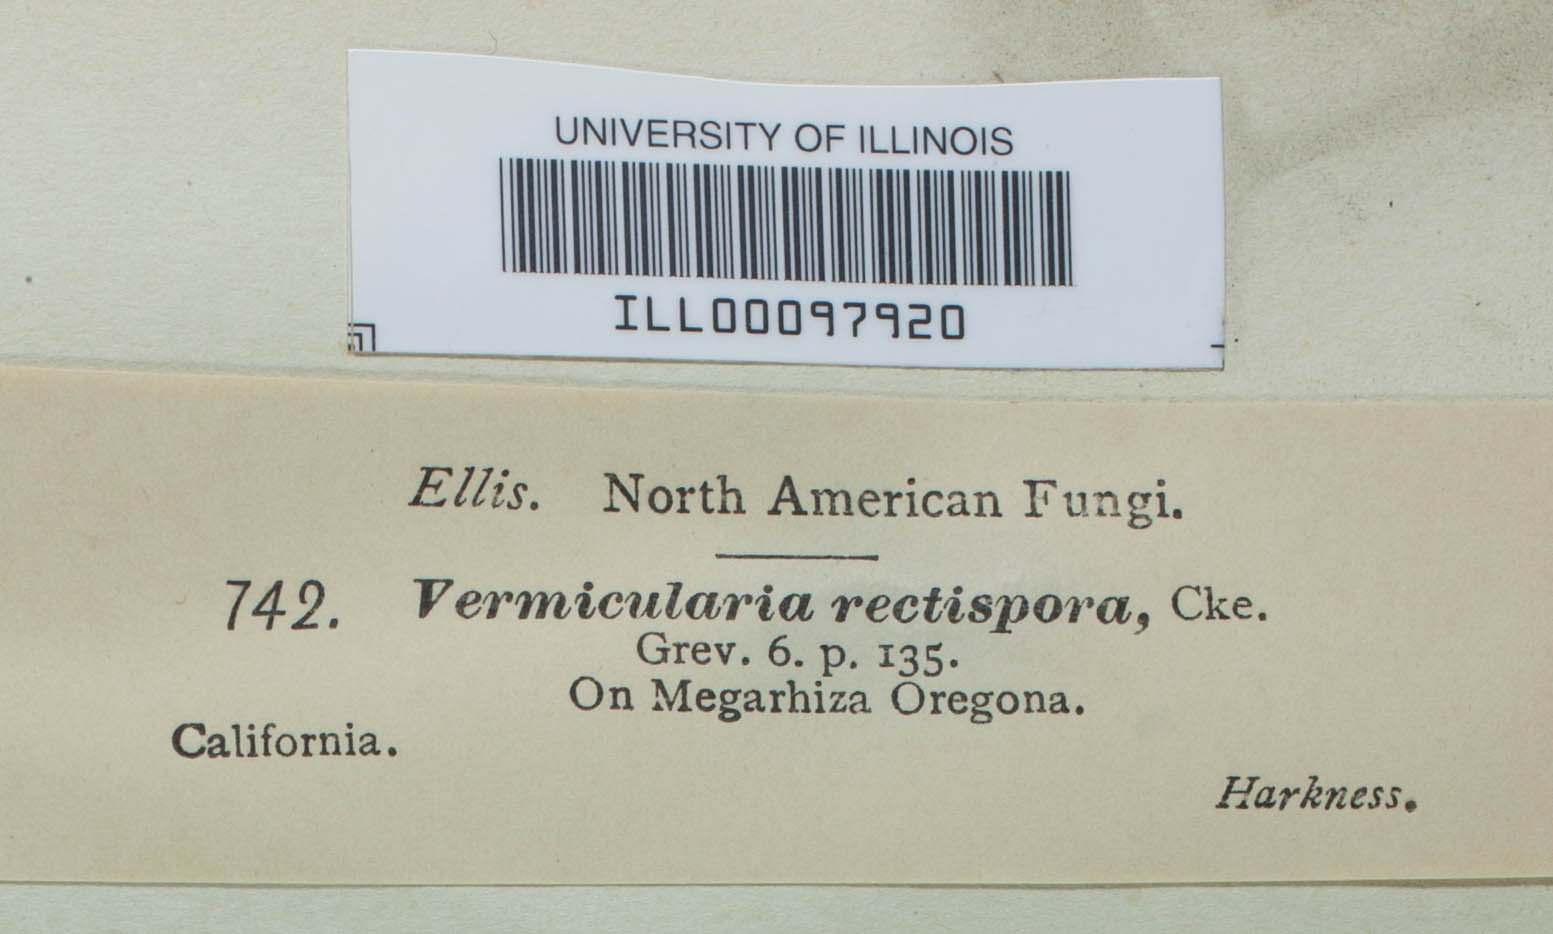 UNIVERSITY OF ILLINOIS
ILL00097920
Ellis. North American Fungi.
742. Vermicularia rectispora, Cke.
Grev. 6. p. 135.
On Megarhiza Oregona.
California.
Harkness.